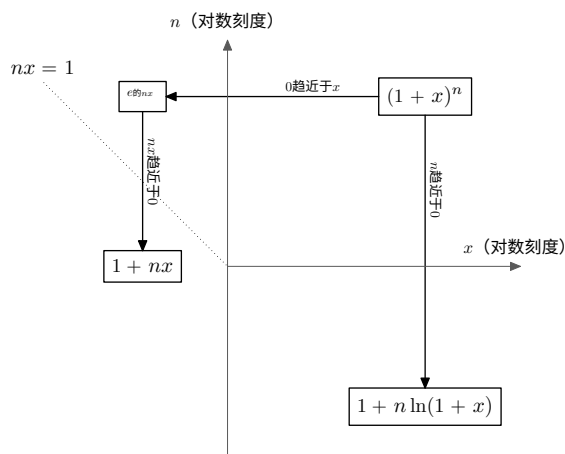 n（对数刻度）
nx = 1
e的nx
0趋近于x
(1 + x)^n
nx趋近于0
n趋近于0
x（对数刻度）
1 + nx
1 + n ln(1 + x)